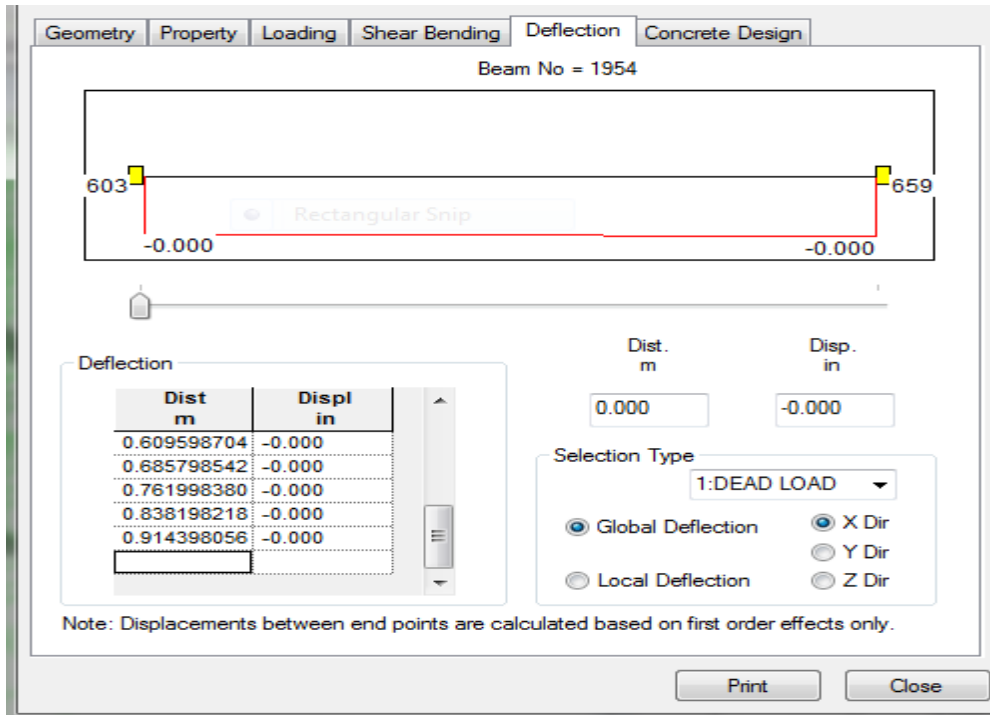 Geometry Property Loading Shear Bending Deflection Concrete Design
Beam No = 1954
603 659
Rectangular Snip
-0.000 -0.000
Deflection
Dist Displ
m in
0.609598704 -0.000
0.685798542 -0.000
0.761998380 -0.000
0.838198218 -0.000
0.914398056 -0.000
Dist. Disp.
m in
0.000 -0.000
Selection Type
1:DEAD LOAD
Global Deflection X Dir
Y Dir
Local Deflection Z Dir
Note: Displacements between end points are calculated based on first order effects only.
Print Close